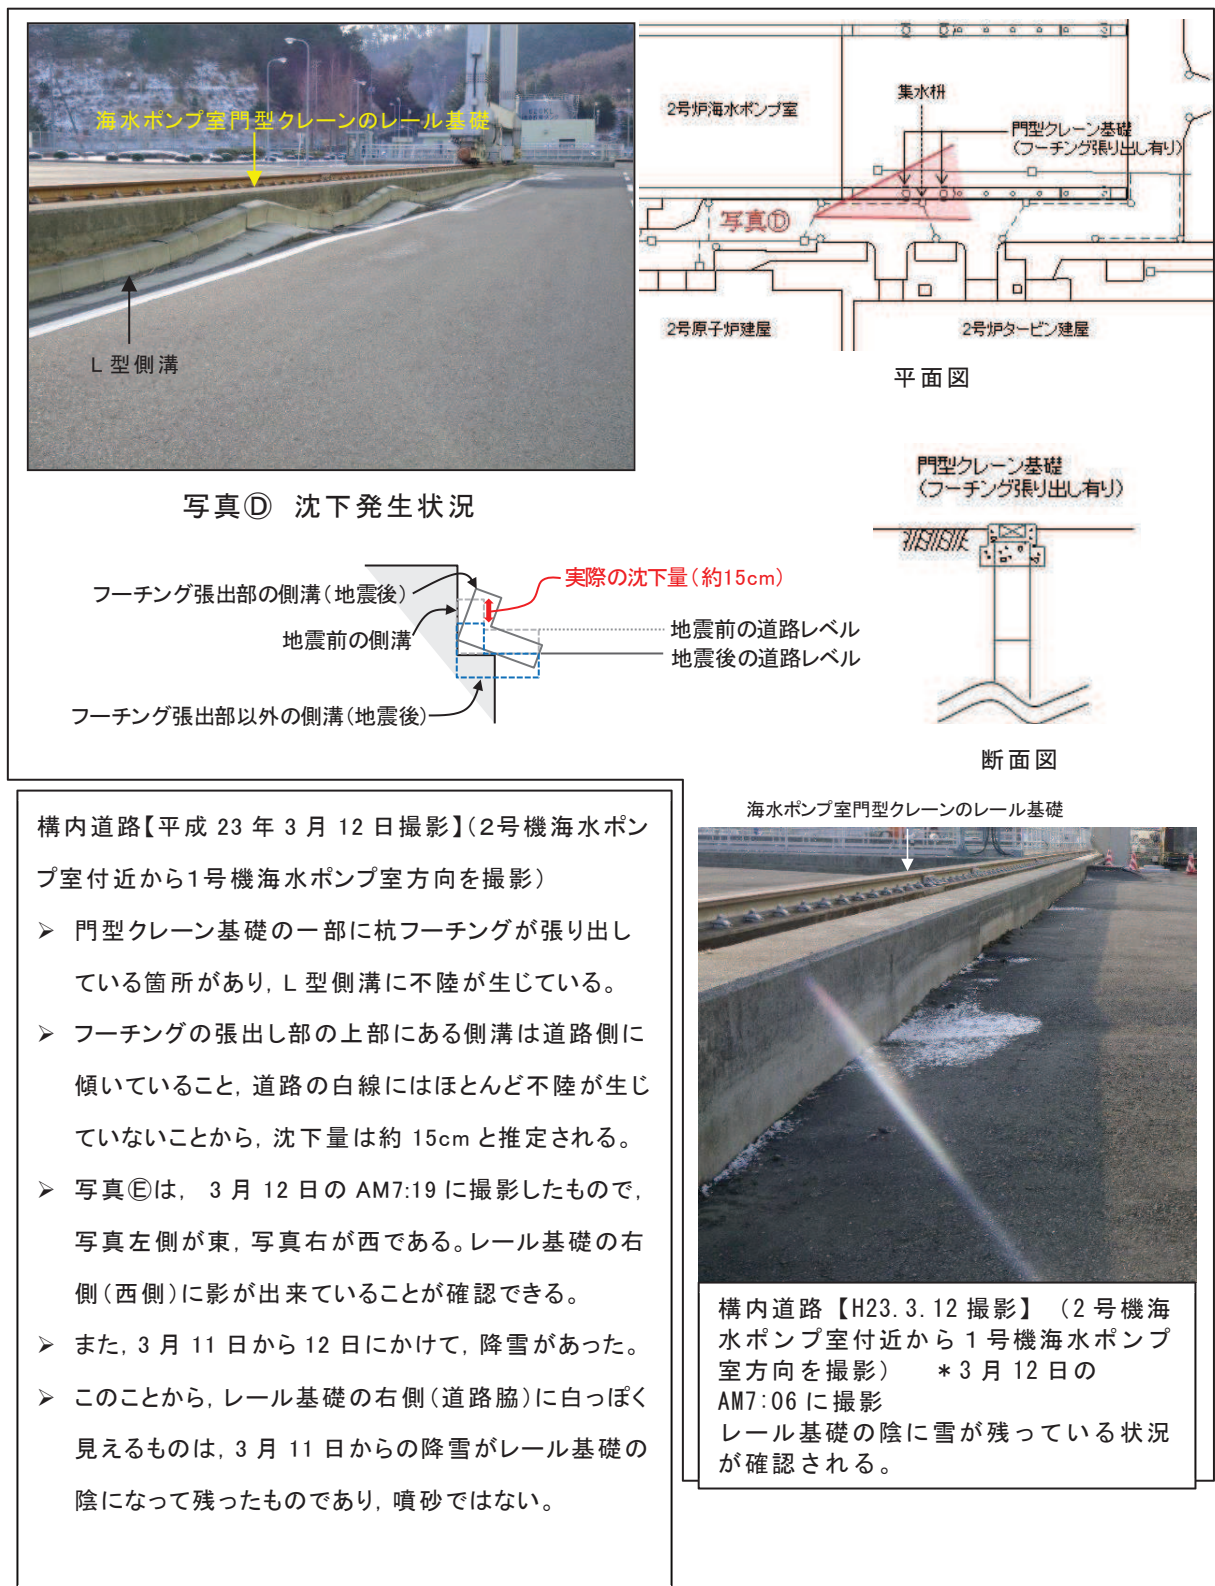 海水ポンプ室門型クレーンのレール基礎
L型側溝
写真Ⓓ 沈下発生状況
2号炉海水ポンプ室
集水枡
門型クレーン基礎
(フーチング張り出し有り)
写真Ⓓ
2号原子炉建屋
2号炉タービン建屋
平面図
門型クレーン基礎
(フーチング張り出し有り)
断面図
フーチング張出部の側溝(地震後)
地震前の側溝
フーチング張出部以外の側溝(地震後)
実際の沈下量(約15cm)
地震前の道路レベル
地震後の道路レベル
構内道路【平成 23 年 3 月 12 日撮影】(2号機海水ポン
プ室付近から1号機海水ポンプ室方向を撮影)
➢ 門型クレーン基礎の一部に杭フーチングが張り出し
ている箇所があり, L 型側溝に不陸が生じている。
➢ フーチングの張出し部の上部にある側溝は道路側に
傾いていること, 道路の白線にはほとんど不陸が生じ
ていないことから, 沈下量は約 15cm と推定される。
➢ 写真Ⓔは, 3 月 12 日の AM7:19 に撮影したもので,
写真左側が東, 写真右が西である。レール基礎の右
側(西側)に影が出来ていることが確認できる。
➢ また, 3 月 11 日から 12 日にかけて, 降雪があった。
➢ このことから, レール基礎の右側(道路脇)に白っぽく
見えるものは, 3 月 11 日からの降雪がレール基礎の
陰になって残ったものであり, 噴砂ではない。
海水ポンプ室門型クレーンのレール基礎
構内道路【H23.3.12 撮影】 (2 号機海
水ポンプ室付近から 1 号機海水ポンプ
室方向を撮影) *3 月 12 日の
AM7:06 に撮影
レール基礎の陰に雪が残っている状況
が確認される。